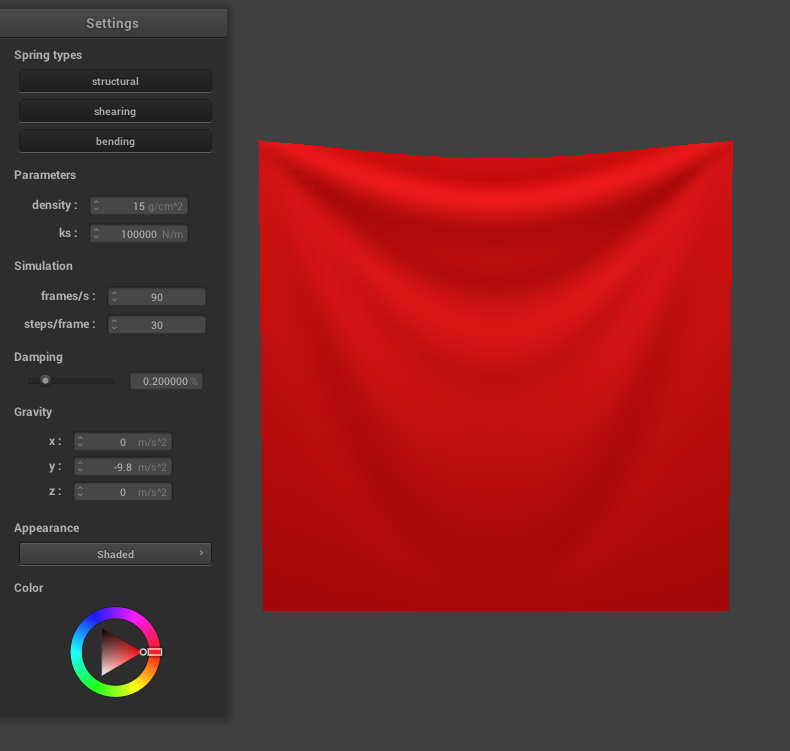 Settings
Spring types
structural
shearing
bending
Parameters
density : 15 g/cm^2
ks : 100000 N/m
Simulation
frames/s : 90
steps/frame : 30
Damping
0.200000 %
Gravity
x : 0 m/s^2
y : -9.8 m/s^2
z : 0 m/s^2
Appearance
Shaded
Color